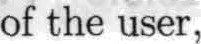 of the user,